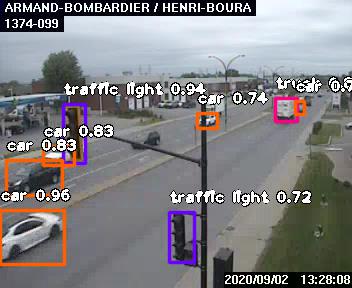 ARMAND-BOMBARDIER / HENRI-BOURA
1374-099
traffic light 0.94
car 0.74
car 0.83
car 0.83
car 0.96
traffic light 0.72
2020/09/02 13:28:08